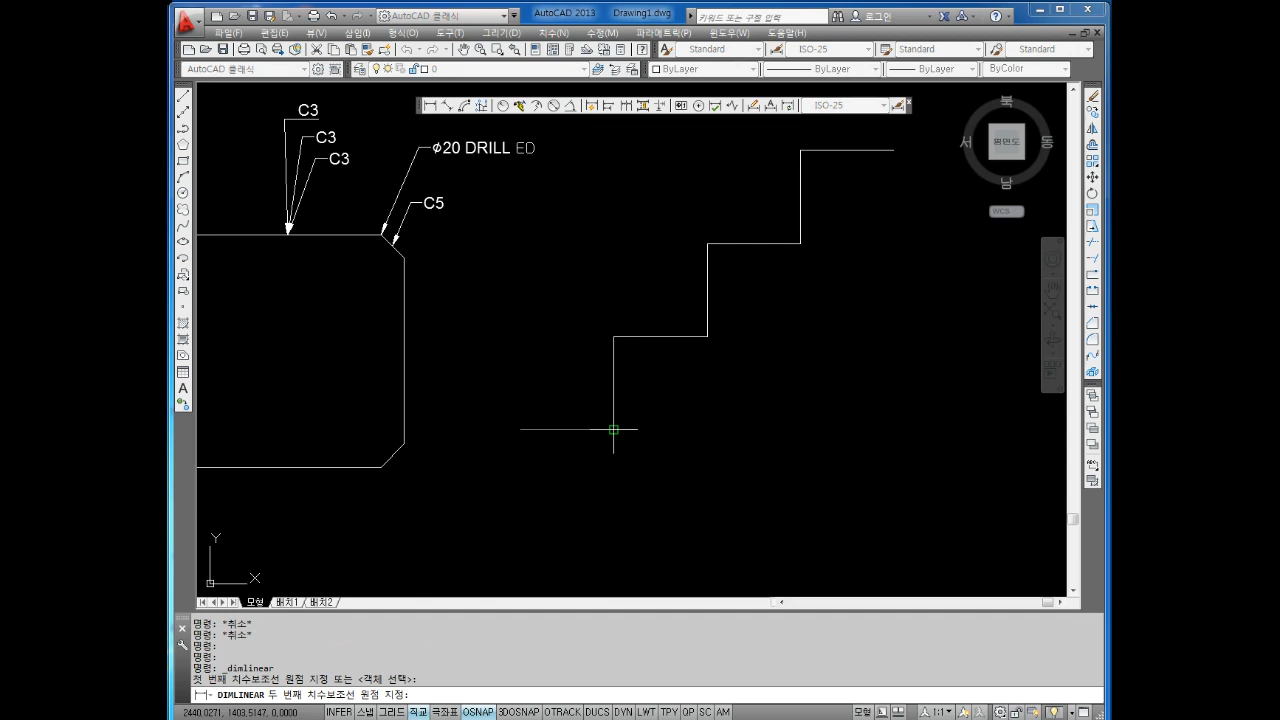 AutoCAD 클래식
AutoCAD 2013 Drawing1.dwg
키워드 또는 구절 입력
로그인
파일(F) 편집(E) 뷰(V) 삽입(I) 형식(O) 도구(T) 그리기(D) 치수(N) 수정(M) 파라메트릭(P) 윈도우(W) 도움말(H)
Standard ISO-25 Standard Standard
AutoCAD 클래식 0 ByLayer ByLayer ByLayer ByColor
ISO-25
C3
C3
C3
ϕ20 DRILL ED
C5
북
서 평면도 동
남
WCS
Y
X
모형 배치1 배치2
명령: *취소*
명령: *취소*
명령:
명령:
명령: _dimlinear
첫 번째 치수보조선 원점 지정 또는 <객체 선택>:
DIMLINEAR 두 번째 치수보조선 원점 지정:
2440.0271, 1403.5147, 0.0000 INFER 스냅 그리드 직교 극좌표 OSNAP 3DOSNAP OTRACK DUCS DYN LWT TPY QP SC AM 모형 1:1